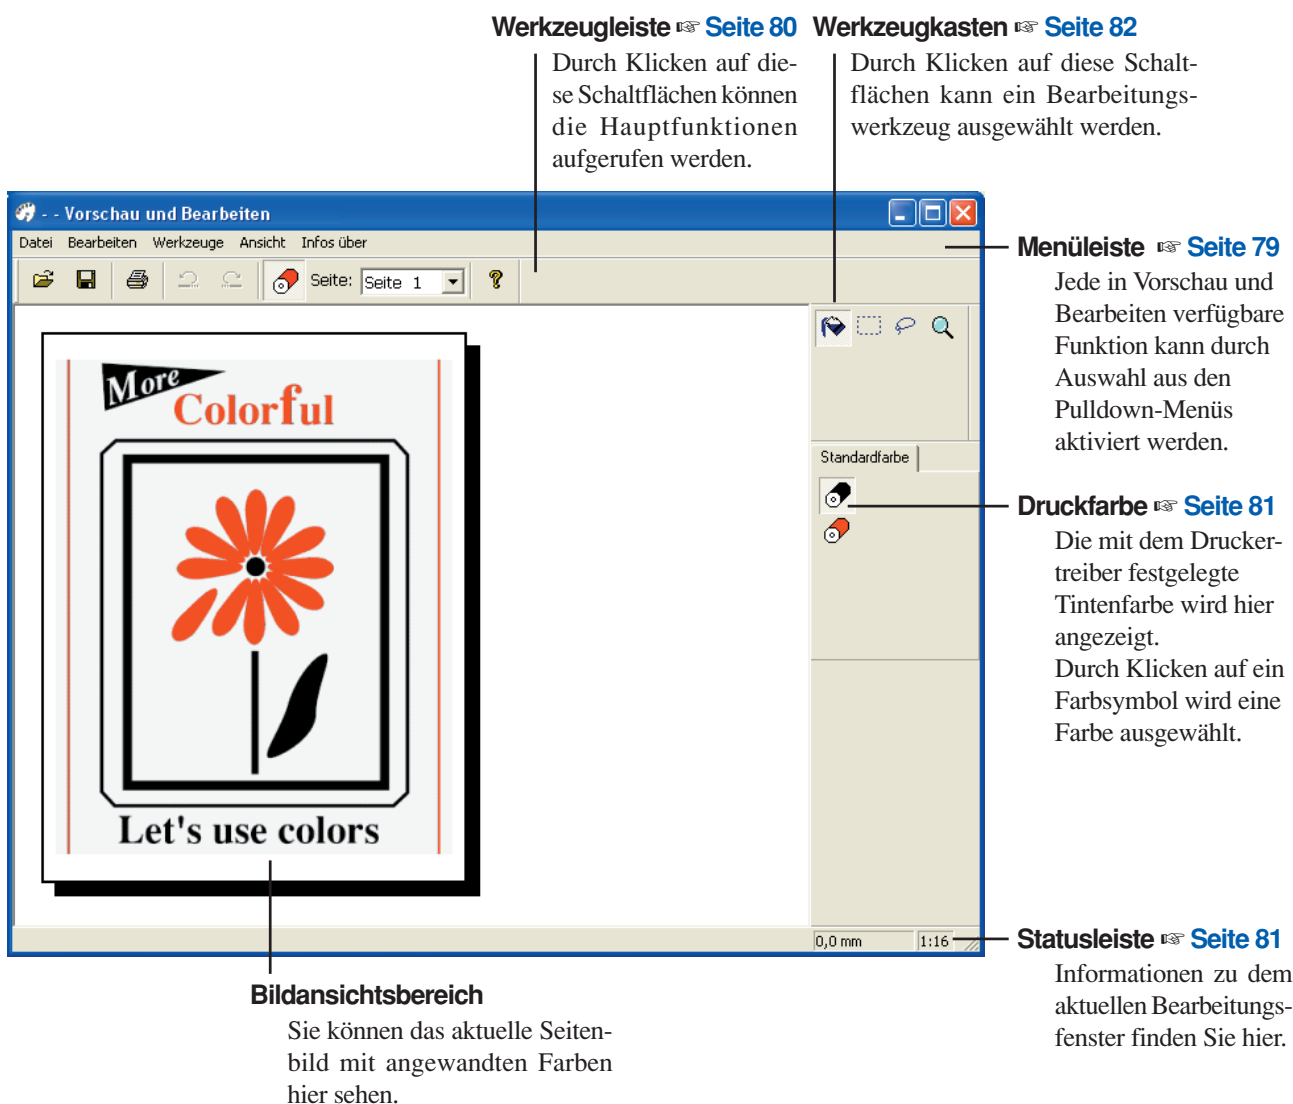 Werkzeugleiste ☞ Seite 80
Durch Klicken auf die-
se Schaltflächen können
die Hauptfunktionen
aufgerufen werden.
Werkzeugkasten ☞ Seite 82
Durch Klicken auf diese Schalt-
flächen kann ein Bearbeitungs-
werkzeug ausgewählt werden.
- - Vorschau und Bearbeiten
Datei Bearbeiten Werkzeuge Ansicht Infos über
Seite: Seite 1
More
Colorful
Let's use colors
Standardfarbe
0,0 mm 1:16
Menüleiste ☞ Seite 79
Jede in Vorschau und
Bearbeiten verfügbare
Funktion kann durch
Auswahl aus den
Pulldown-Menüs
aktiviert werden.
Druckfarbe ☞ Seite 81
Die mit dem Drucker-
treiber festgelegte
Tintenfarbe wird hier
angezeigt.
Durch Klicken auf ein
Farbsymbol wird eine
Farbe ausgewählt.
Statusleiste ☞ Seite 81
Informationen zu dem
aktuellen Bearbeitungs-
fenster finden Sie hier.
Bildansichtsbereich
Sie können das aktuelle Seiten-
bild mit angewandten Farben
hier sehen.